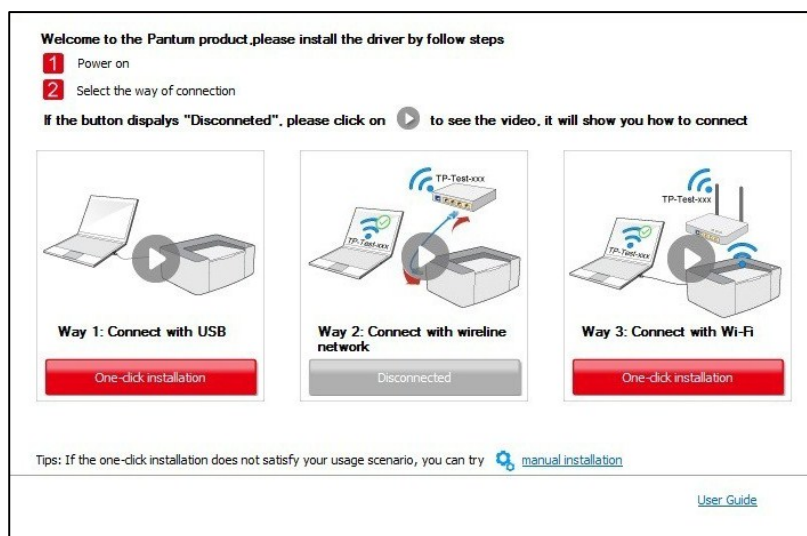 Welcome to the Pantum product,please install the driver by follow steps
1 Power on
2 Select the way of connection
If the button dispalys "Disconneted", please click on to see the video, it will show you how to connect
TP-Test-xxx
TP-Test-xxx
TP-Test-xxx
TP-Test-xxx
Way 1: Connect with USB
Way 2: Connect with wireline
network
Way 3: Connect with Wi-Fi
One-click installation
Disconnected
One-click installation
Tips: If the one-click installation does not satisfy your usage scenario, you can try manual installation
User Guide